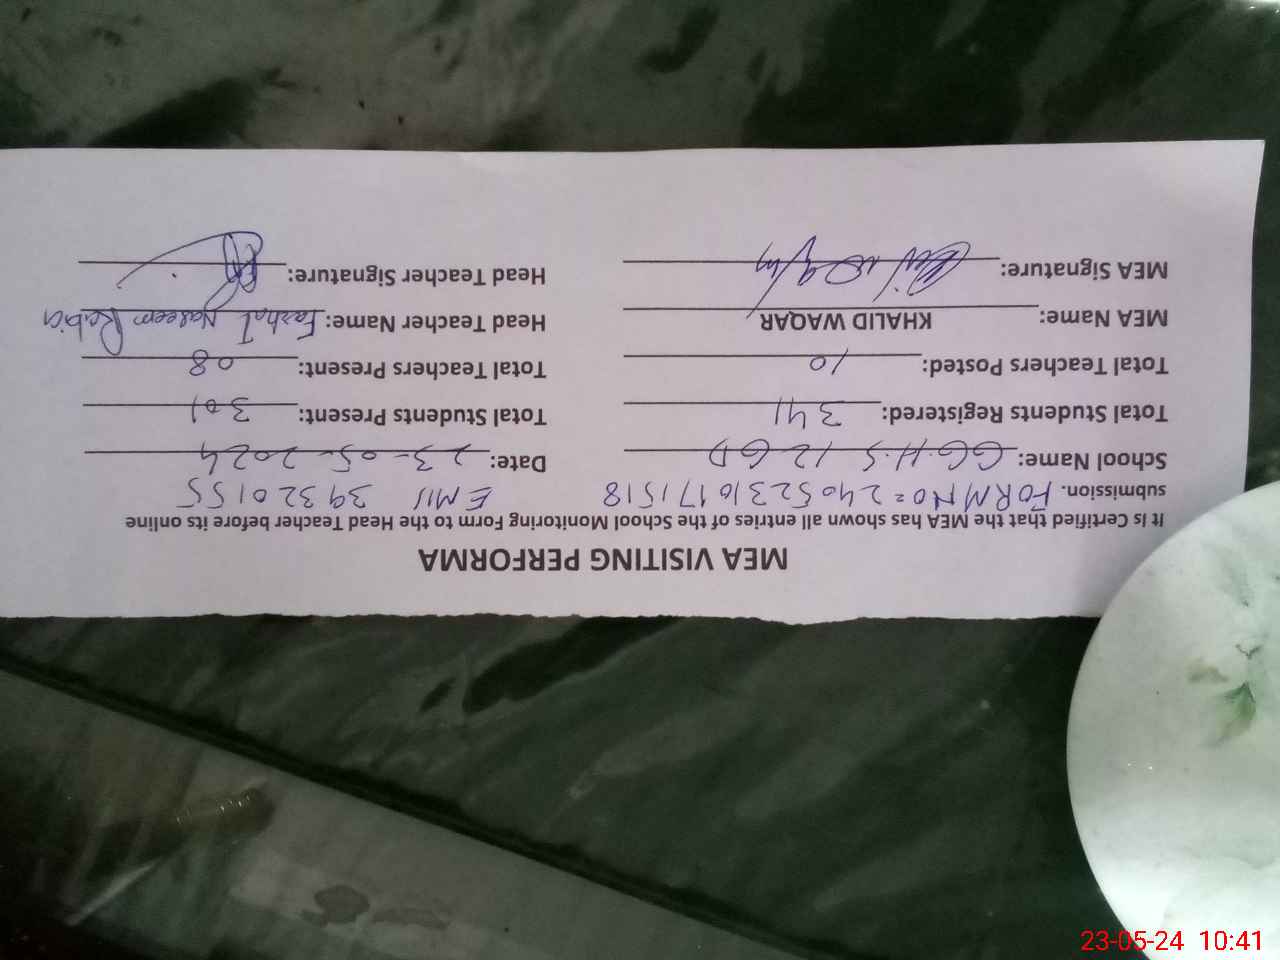 MEA VISITING PERFORMA
It Is Certified that the MEA has shown all entries of the School Monitoring Form to the Head Teacher before its online
submission. FORM NO = 240523101171518 EMIS 39320155
School Name: GGHS 12 GD Date: 23-05-2024
Total Students Registered: 341 Total Students Present: 301
Total Teachers Posted: 10 Total Teachers Present: 08
MEA Name: KHALID WAQAR Head Teacher Name: Farhat Naseem Rabia
MEA Signature: Head Teacher Signature:
23-05-24 10:41